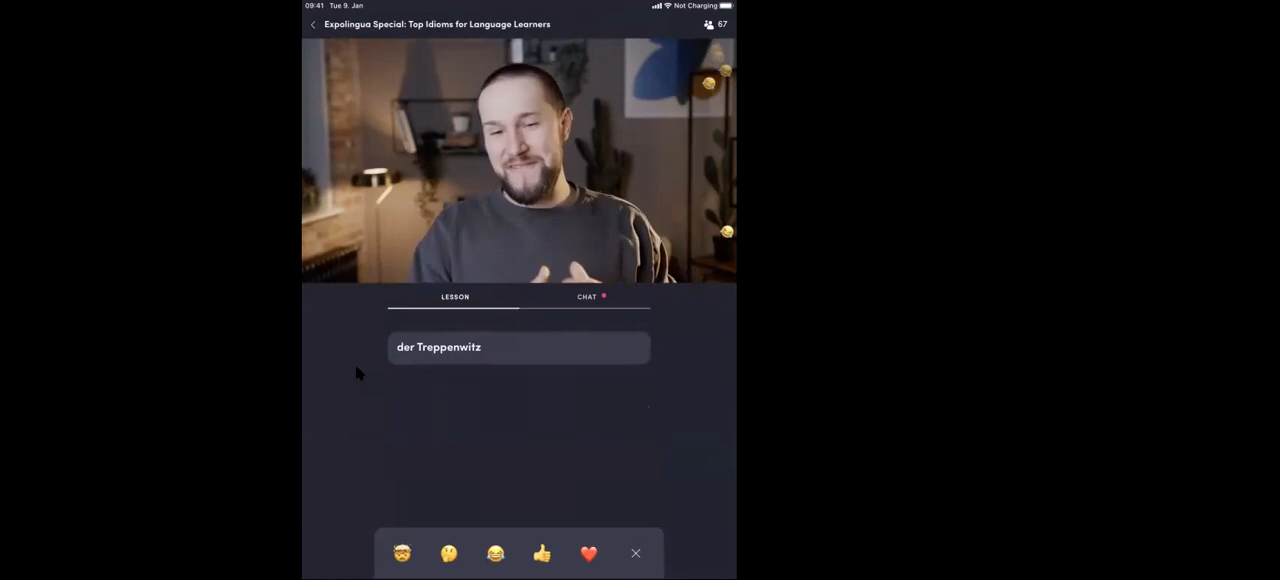 09:41 Tue 9. Jan
Not Charging
Expolingua Special: Top Idioms for Language Learners
67
LESSON
CHAT
der Treppenwitz